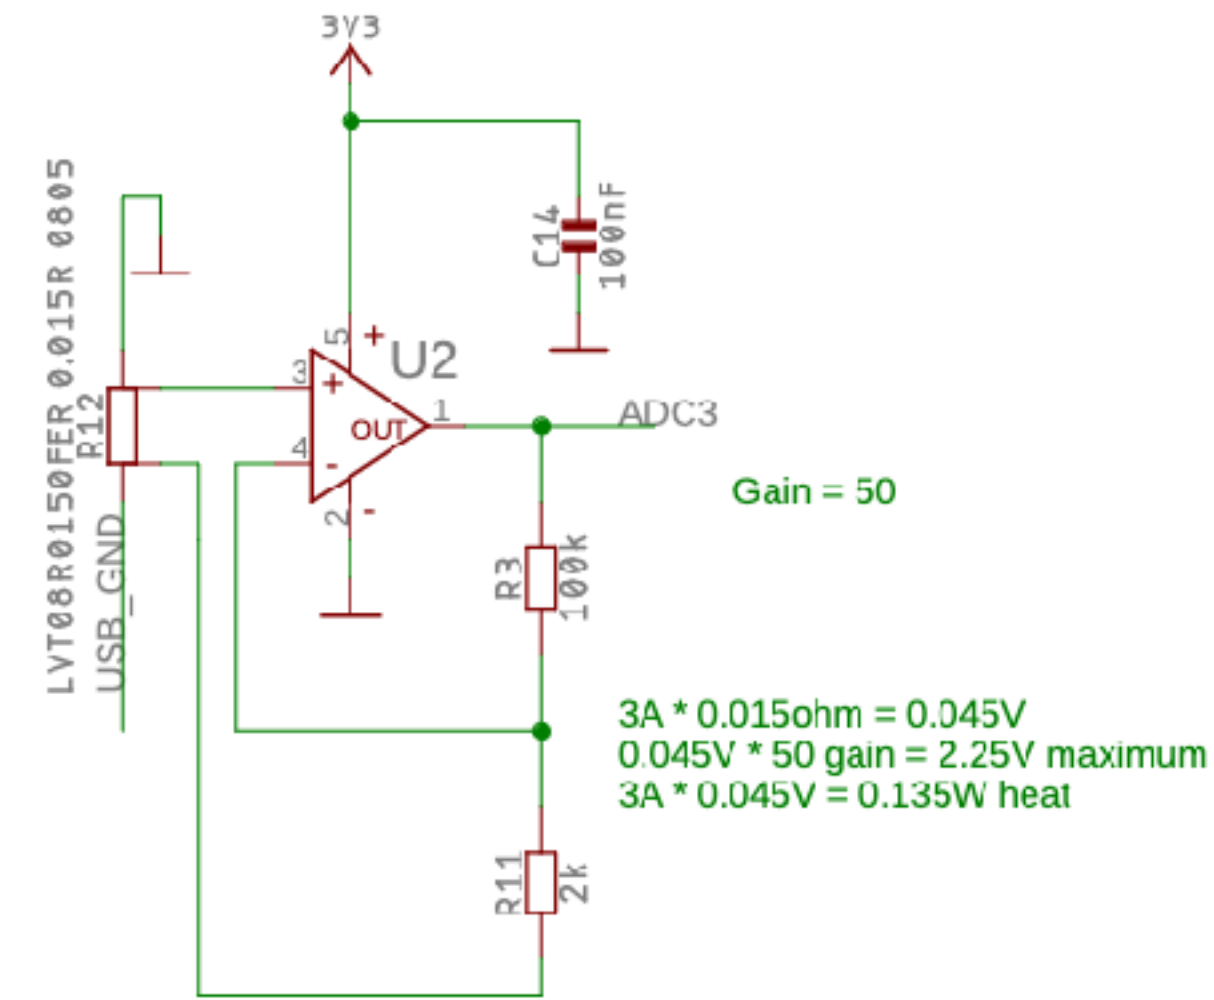 3V3
LVT08R0150FER 0.015R 0805
C14
100nF
5
+
U2
3
+
R12
OUT
1
ADC3
4
-
2
-
Gain = 50
USB_GND
R3
100k
3A * 0.015ohm = 0.045V
0.045V * 50 gain = 2.25V maximum
3A * 0.045V = 0.135W heat
R11
2k